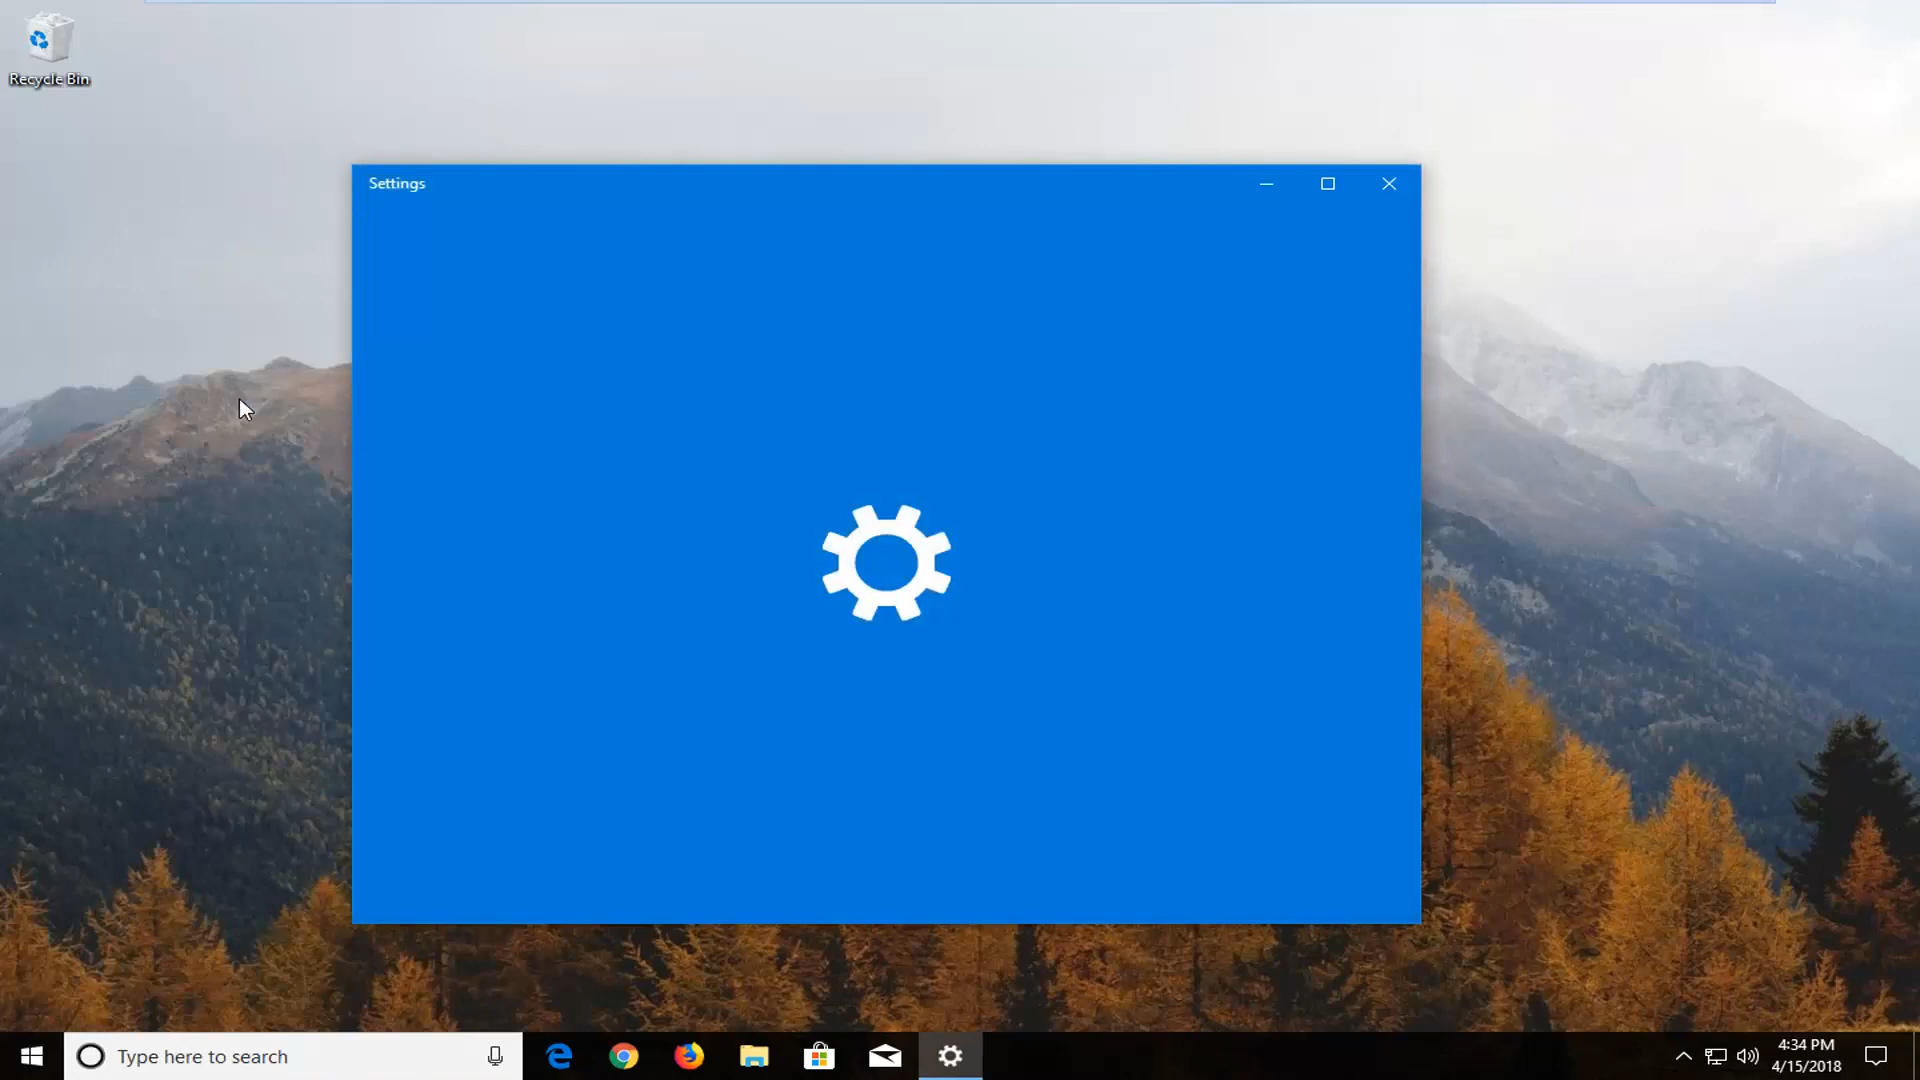 Recycle Bin
Settings
Type here to search
4:34 PM
4/15/2018